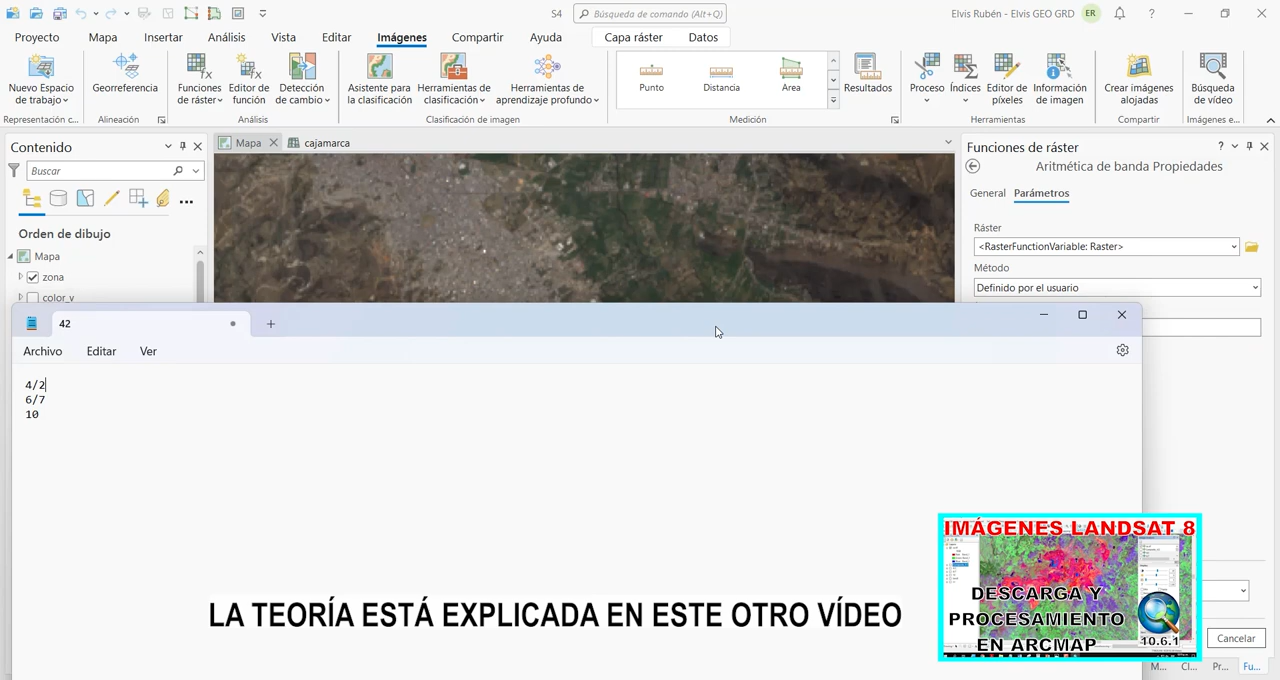 S4
Búsqueda de comando (Alt+Q)
Elvis Rubén - Elvis GEO GRD
ER
Proyecto
Mapa
Insertar
Análisis
Vista
Editar
Imágenes
Compartir
Ayuda
Capa ráster
Datos
Nuevo Espacio de trabajo
Georreferencia
Funciones de ráster
Editor de función
Detección de cambio
Asistente para la clasificación
Herramientas de clasificación
Herramientas de aprendizaje profundo
Punto
Distancia
Area
Resultados
Proceso
Índices
Editor de píxeles
Información de imagen
Crear imágenes alojadas
Búsqueda de vídeo
Representación c...
Alineación
Análisis
Clasificación de imagen
Medición
Herramientas
Compartir
Imágenes e...
Contenido
Buscar
Orden de dibujo
Mapa
zona
color_v
Mapa
cajamarca
Funciones de ráster
Aritmética de banda Propiedades
General
Parámetros
Ráster
<RasterFunctionVariable: Raster>
Método
Definido por el usuario
42
Archivo
Editar
Ver
4/2
6/7
10
LA TEORÍA ESTÁ EXPLICADA EN ESTE OTRO VÍDEO
IMÁGENES LANDSAT 8
DESCARGA Y
PROCESAMIENTO
EN ARCMAP
10.6.1
Cancelar
M...
Cl...
Pr...
Fu...